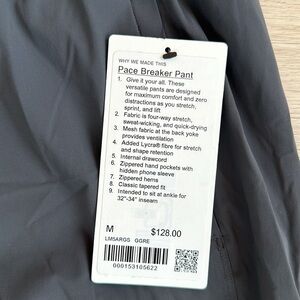 WHY WE MADE THIS
Pace Breaker Pant
1. Give it your all. These
versatile pants are designed
for maximum comfort and zero
distractions as you stretch,
sprint, and lift
2. Fabric is four-way stretch,
sweat-wicking, and quick-drying
3. Mesh fabric at the back yoke
provides ventilation
4. Added Lycra® fibre for stretch
and shape retention
5. Internal drawcord
6. Zippered hand pockets with
hidden phone sleeve
7. Zippered hems
8. Classic tapered fit
9. Intended to sit at ankle for
32"-34" inseam
M $128.00
LM5ARGS GGRE
000153105622